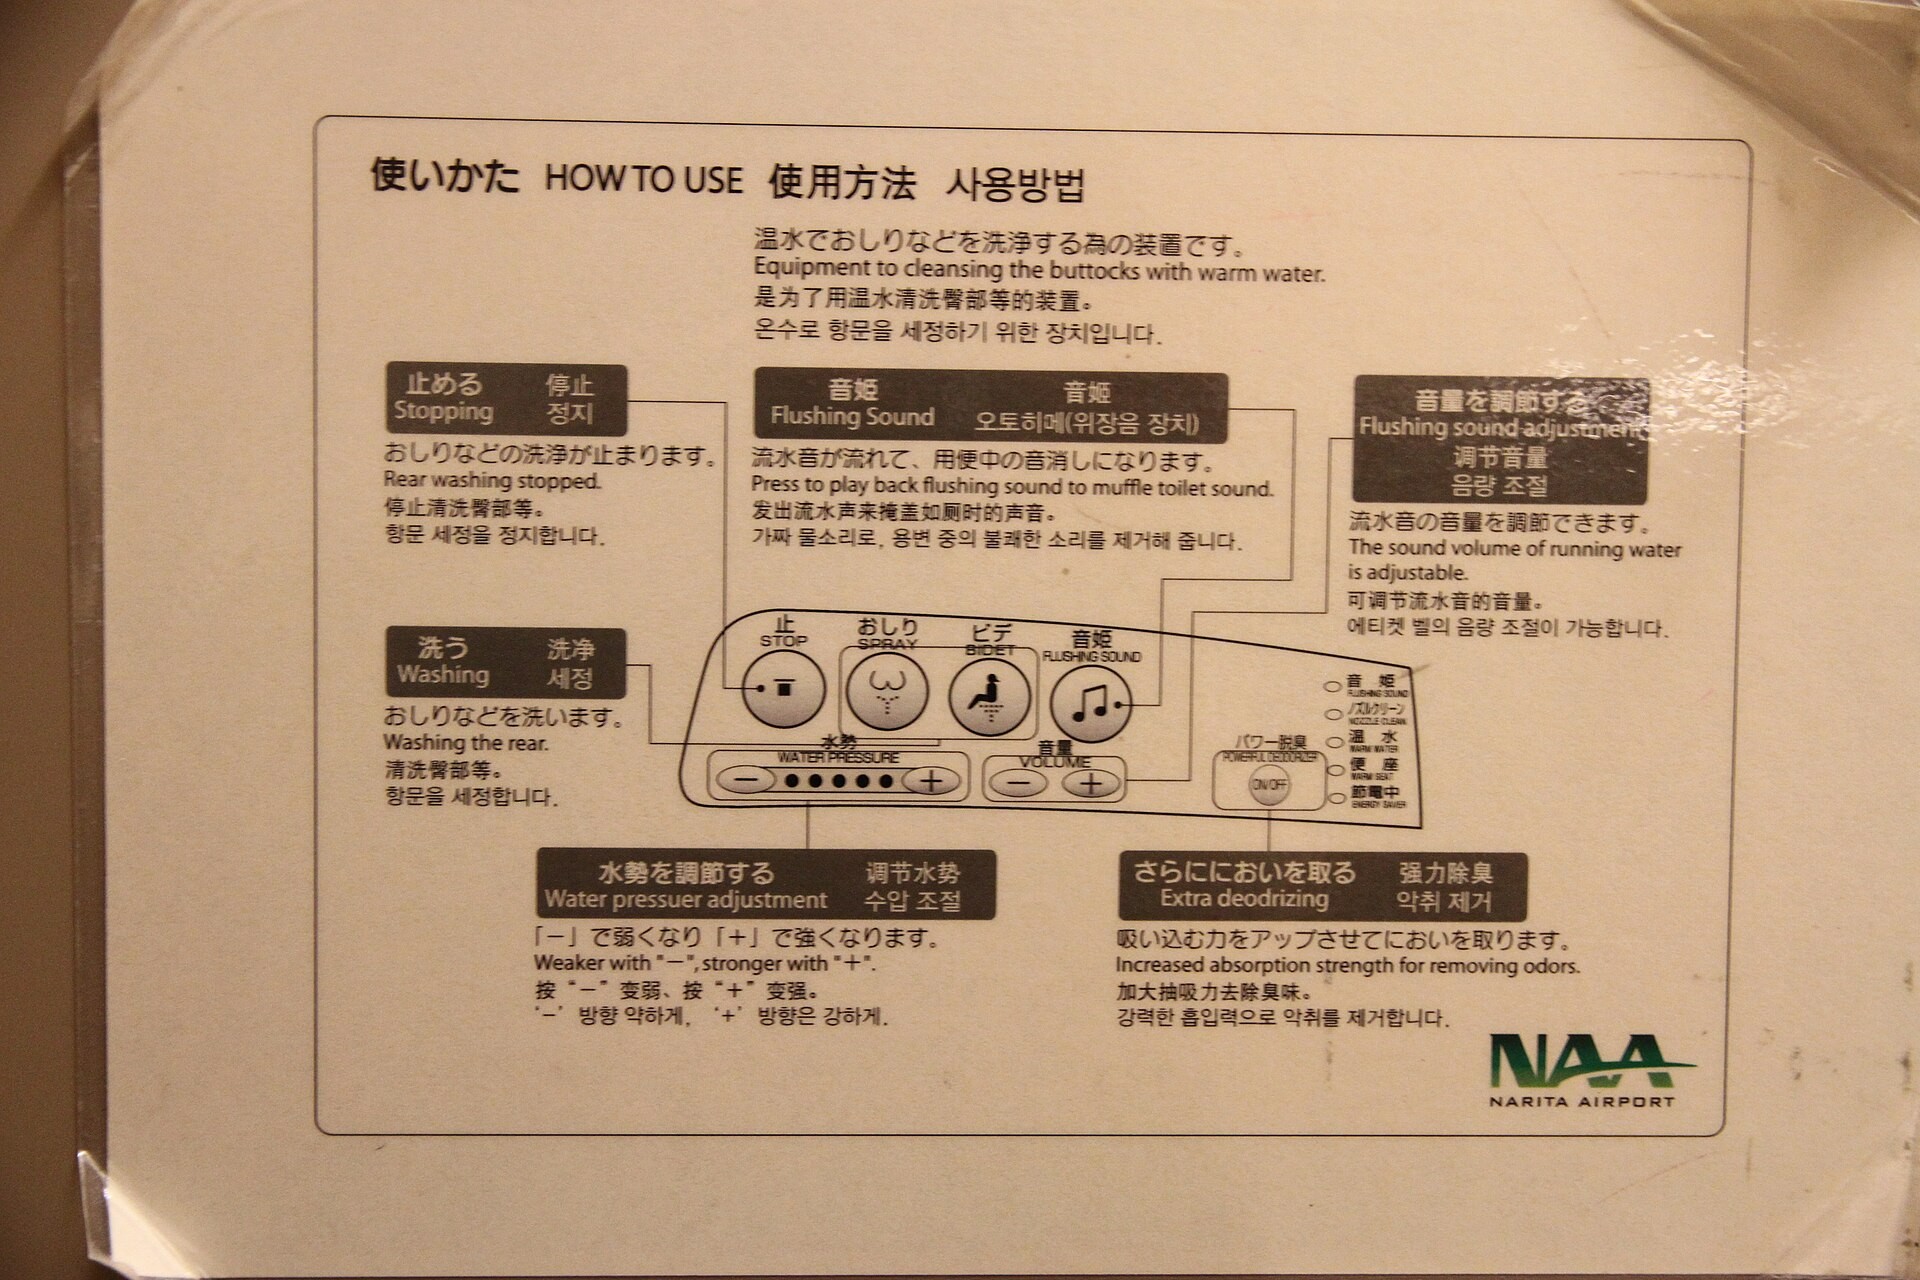 使いかた HOW TO USE 使用方法 사용방법
温水でおしりなどを洗浄する為の装置です。
Equipment to cleansing the buttocks with warm water.
是为了用温水清洗臀部等的装置。
온수로 항문을 세정하기 위한 장치입니다.
止める 停止
Stopping 정지
おしりなどの洗浄が止まります。
Rear washing stopped.
停止清洗臀部等。
항문 세정을 정지합니다.
音姫 音姫
Flushing Sound 오토히메(위장음 장치)
流水音が流れて、用便中の音消しになります。
Press to play back flushing sound to muffle toilet sound.
发出流水声来掩盖如厕时的声音。
가짜 물소리로, 용변 중의 불쾌한 소리를 제거해 줍니다.
音量を調節する
Flushing sound adjustment
调节音量
음량 조절
流水音の音量を調節できます。
The sound volume of running water
is adjustable.
可调节流水音的音量。
에티켓 벨의 음량 조절이 가능합니다.
洗う 洗净
Washing 세정
おしりなどを洗います。
Washing the rear.
清洗臀部等。
항문을 세정합니다.
止 おしり ビデ 音姫
STOP SPRAY BIDET FLUSHING SOUND
水勢 音量
WATER PRESSURE VOLUME
− + − +
パワー脱臭
POWERFUL DEODORIZER
ON/OFF
音姫
FLUSHING SOUND
ノズルクリーン
NOZZLE CLEAN
温水
WARM WATER
便座
WARM SEAT
節電中
ENERGY SAVER
水勢を調節する 调节水势
Water pressuer adjustment 수압 조절
「−」で弱くなり「+」で強くなります。
Weaker with "−", stronger with "+".
按“−”变弱、按“+”变强。
'−' 방향 약하게, '+' 방향은 강하게.
さらににおいを取る 强力除臭
Extra deodrizing 악취 제거
吸い込む力をアップさせてにおいを取ります。
Increased absorption strength for removing odors.
加大抽吸力去除臭味。
강력한 흡입력으로 악취를 제거합니다.
NAA
NARITA AIRPORT